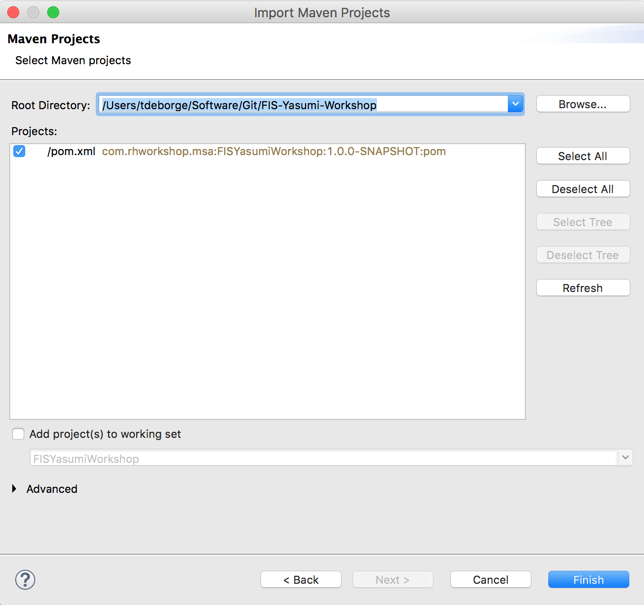 Import Maven Projects
Maven Projects
Select Maven projects
Root Directory: /Users/tdeborge/Software/Git/FIS-Yasumi-Workshop Browse...
Projects:
/pom.xml com.rhworkshop.msa:FISYasumiWorkshop:1.0.0-SNAPSHOT:pom
Select All
Deselect All
Select Tree
Deselect Tree
Refresh
Add project(s) to working set
FISYasumiWorkshop
Advanced
? < Back Next > Cancel Finish